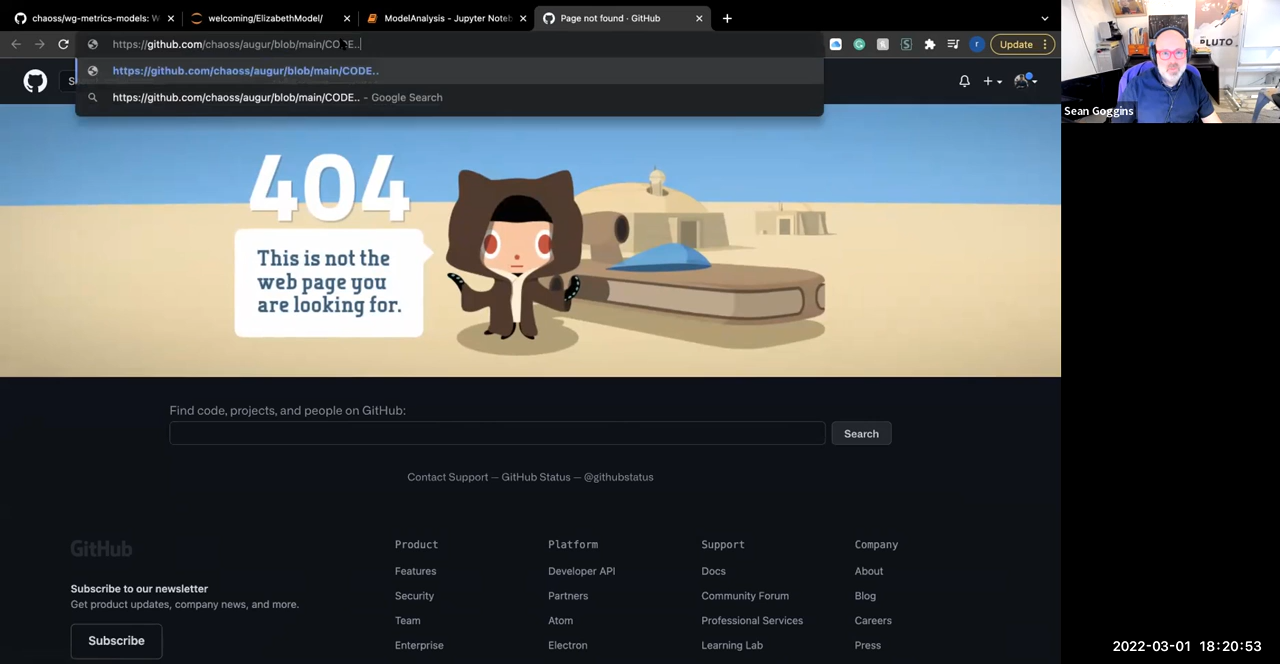 chaoss/wg-metrics-models: W
welcoming/ElizabethModel/
ModelAnalysis - Jupyter Noteb
Page not found · GitHub
https://github.com/chaoss/augur/blob/main/CODE..
Update
https://github.com/chaoss/augur/blob/main/CODE..
https://github.com/chaoss/augur/blob/main/CODE.. - Google Search
PLUTO
Sean Goggins
404
This is not the
web page you
are looking for.
Find code, projects, and people on GitHub:
Search
Contact Support — GitHub Status — @githubstatus
GitHub
Subscribe to our newsletter
Get product updates, company news, and more.
Subscribe
Product
Features
Security
Team
Enterprise
Platform
Developer API
Partners
Atom
Electron
Support
Docs
Community Forum
Professional Services
Learning Lab
Company
About
Blog
Careers
Press
2022-03-01 18:20:53